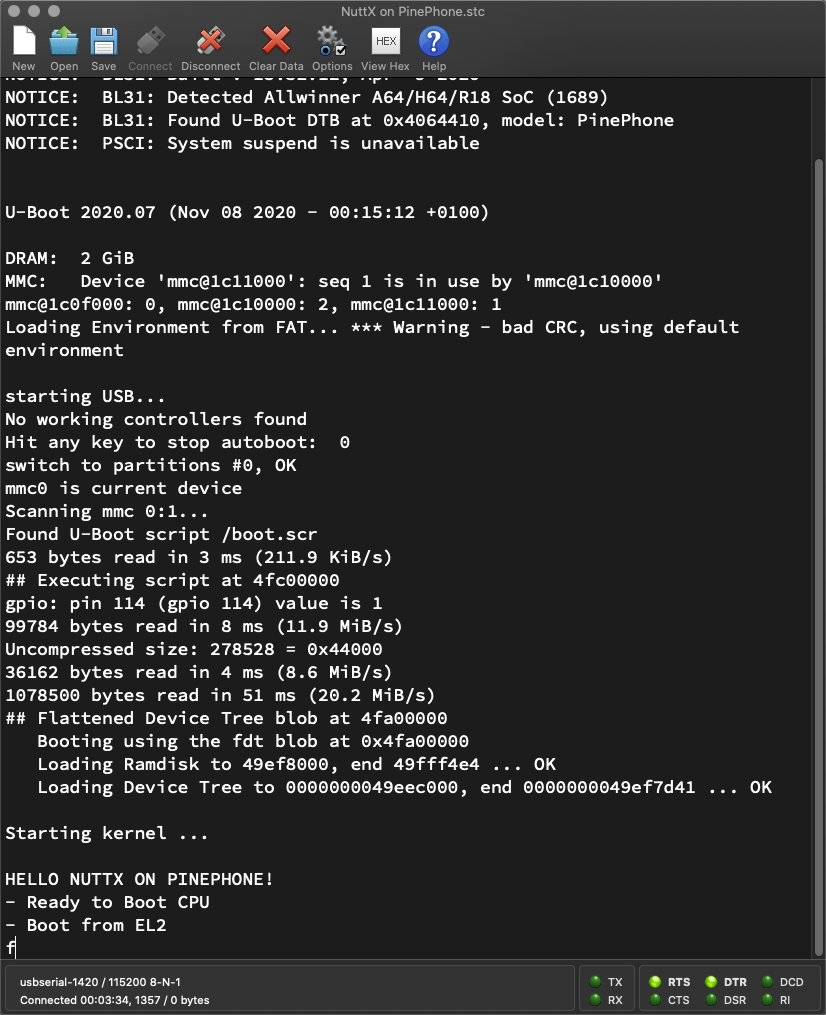 NuttX on PinePhone.stc
New Open Save Connect Disconnect Clear Data Options HEX View Hex ? Help
NOTICE:  BL31: Detected Allwinner A64/H64/R18 SoC (1689)
NOTICE:  BL31: Found U-Boot DTB at 0x4064410, model: PinePhone
NOTICE:  PSCI: System suspend is unavailable
U-Boot 2020.07 (Nov 08 2020 - 00:15:12 +0100)
DRAM:  2 GiB
MMC:   Device 'mmc@1c11000': seq 1 is in use by 'mmc@1c10000'
mmc@1c0f000: 0, mmc@1c10000: 2, mmc@1c11000: 1
Loading Environment from FAT... *** Warning - bad CRC, using default
environment
starting USB...
No working controllers found
Hit any key to stop autoboot:  0
switch to partitions #0, OK
mmc0 is current device
Scanning mmc 0:1...
Found U-Boot script /boot.scr
653 bytes read in 3 ms (211.9 KiB/s)
## Executing script at 4fc00000
gpio: pin 114 (gpio 114) value is 1
99784 bytes read in 8 ms (11.9 MiB/s)
Uncompressed size: 278528 = 0x44000
36162 bytes read in 4 ms (8.6 MiB/s)
1078500 bytes read in 51 ms (20.2 MiB/s)
## Flattened Device Tree blob at 4fa00000
   Booting using the fdt blob at 0x4fa00000
   Loading Ramdisk to 49ef8000, end 49fff4e4 ... OK
   Loading Device Tree to 0000000049eec000, end 0000000049ef7d41 ... OK
Starting kernel ...
HELLO NUTTX ON PINEPHONE!
- Ready to Boot CPU
- Boot from EL2
f
usbserial-1420 / 115200 8-N-1
Connected 00:03:34, 1357 / 0 bytes
TX RTS DTR DCD
RX CTS DSR RI